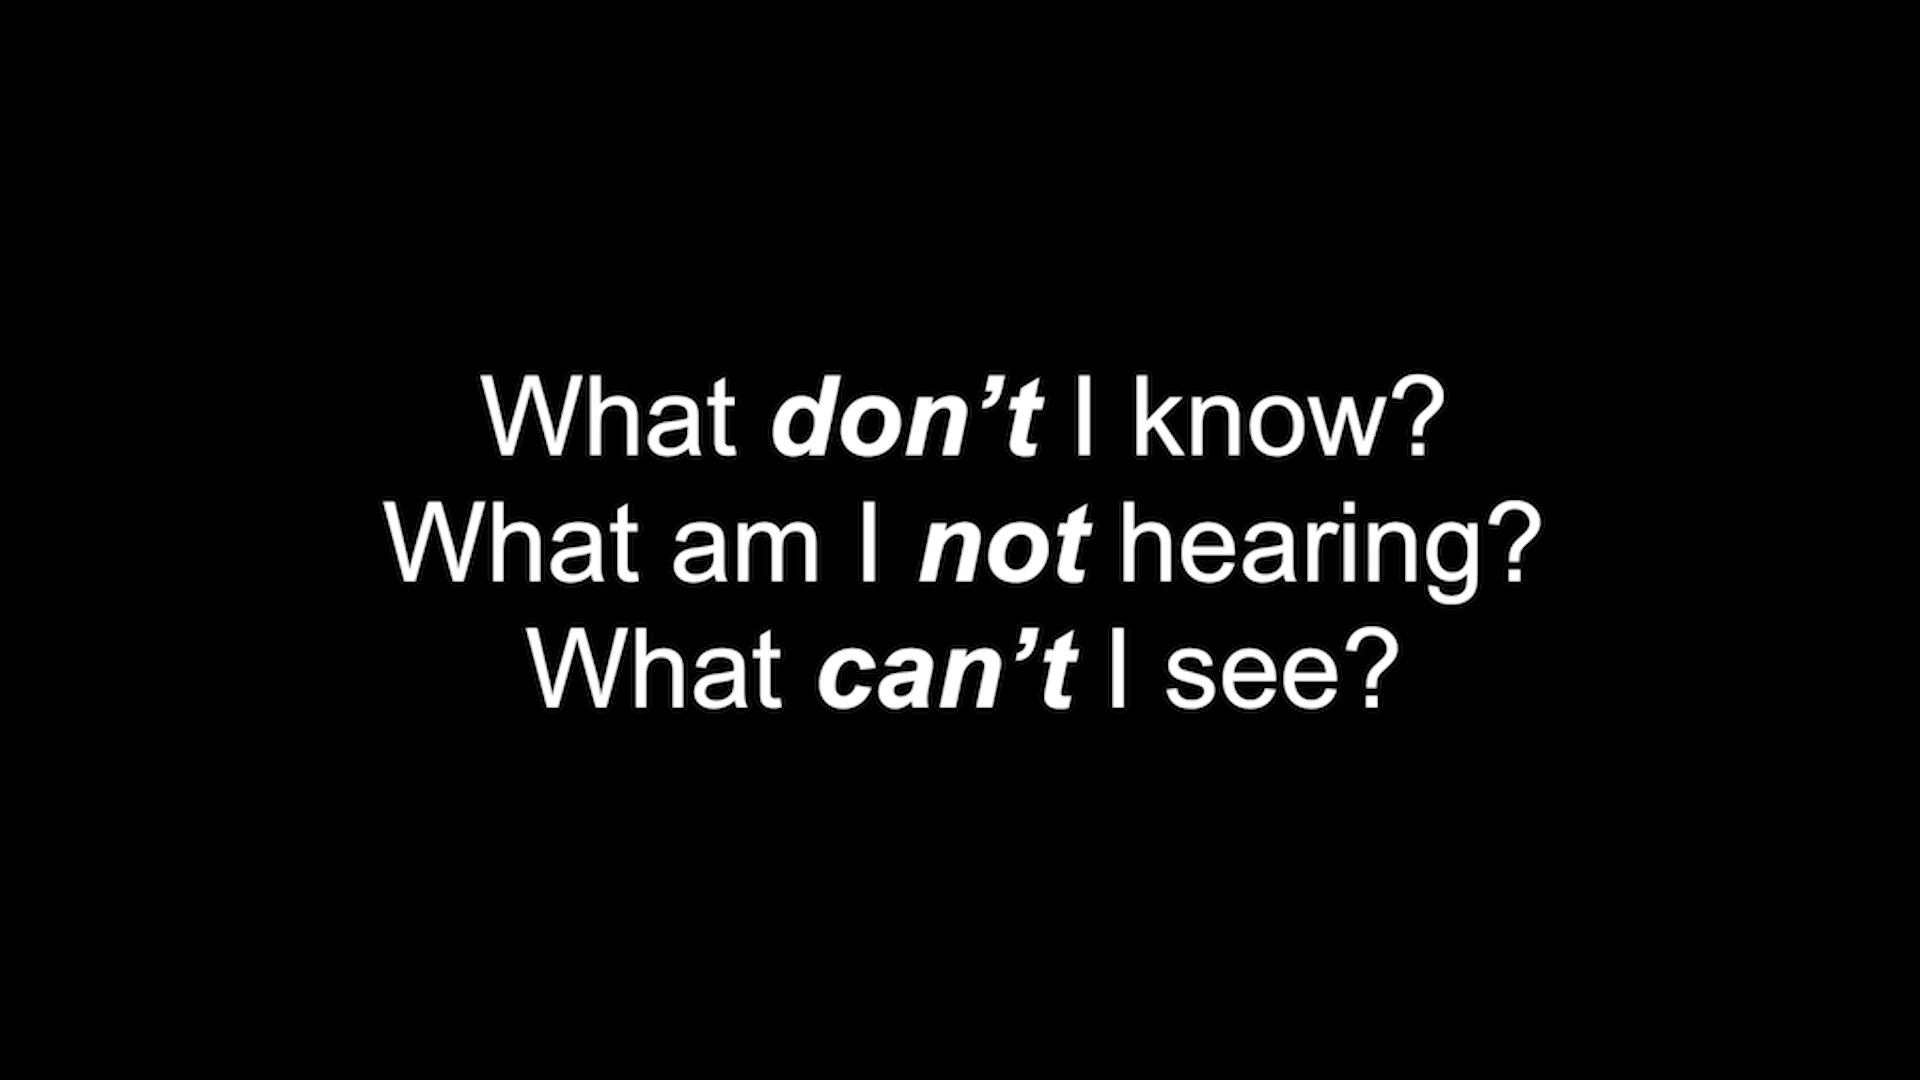 What don’t I know?
What am I not hearing?
What can’t I see?